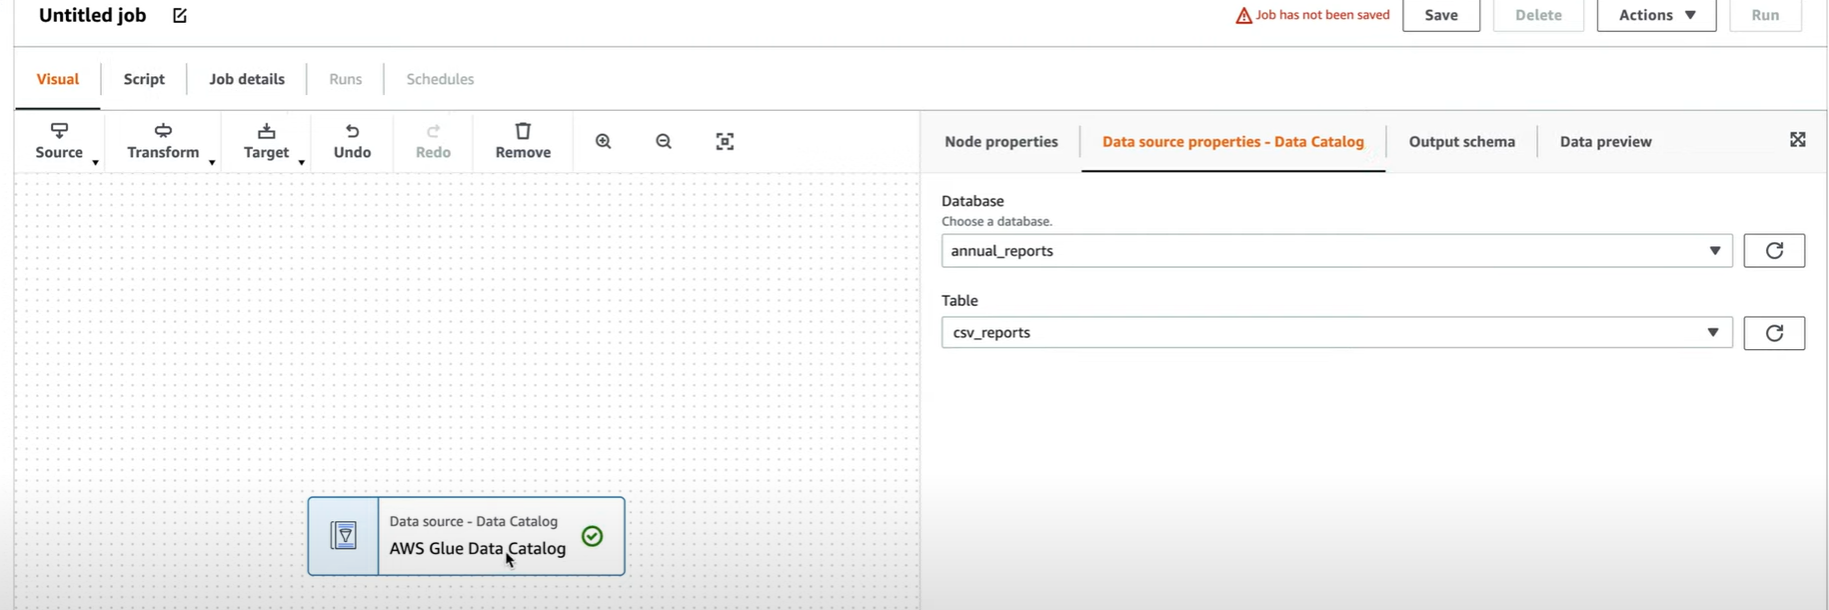 Untitled job
Job has not been saved
Save
Delete
Actions
Run
Visual
Script
Job details
Runs
Schedules
Source
Transform
Target
Undo
Redo
Remove
Node properties
Data source properties - Data Catalog
Output schema
Data preview
Database
Choose a database.
annual_reports
Table
csv_reports
Data source - Data Catalog
AWS Glue Data Catalog